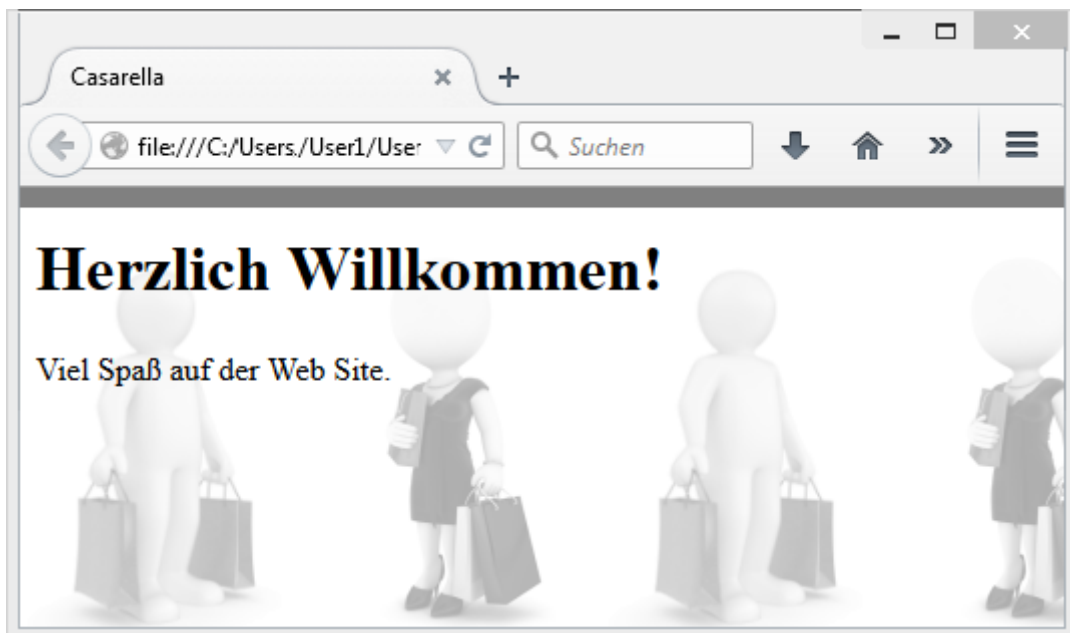 Casarella
file:///C:/Users./User1/User
Suchen
Herzlich Willkommen!
Viel Spaß auf der Web Site.